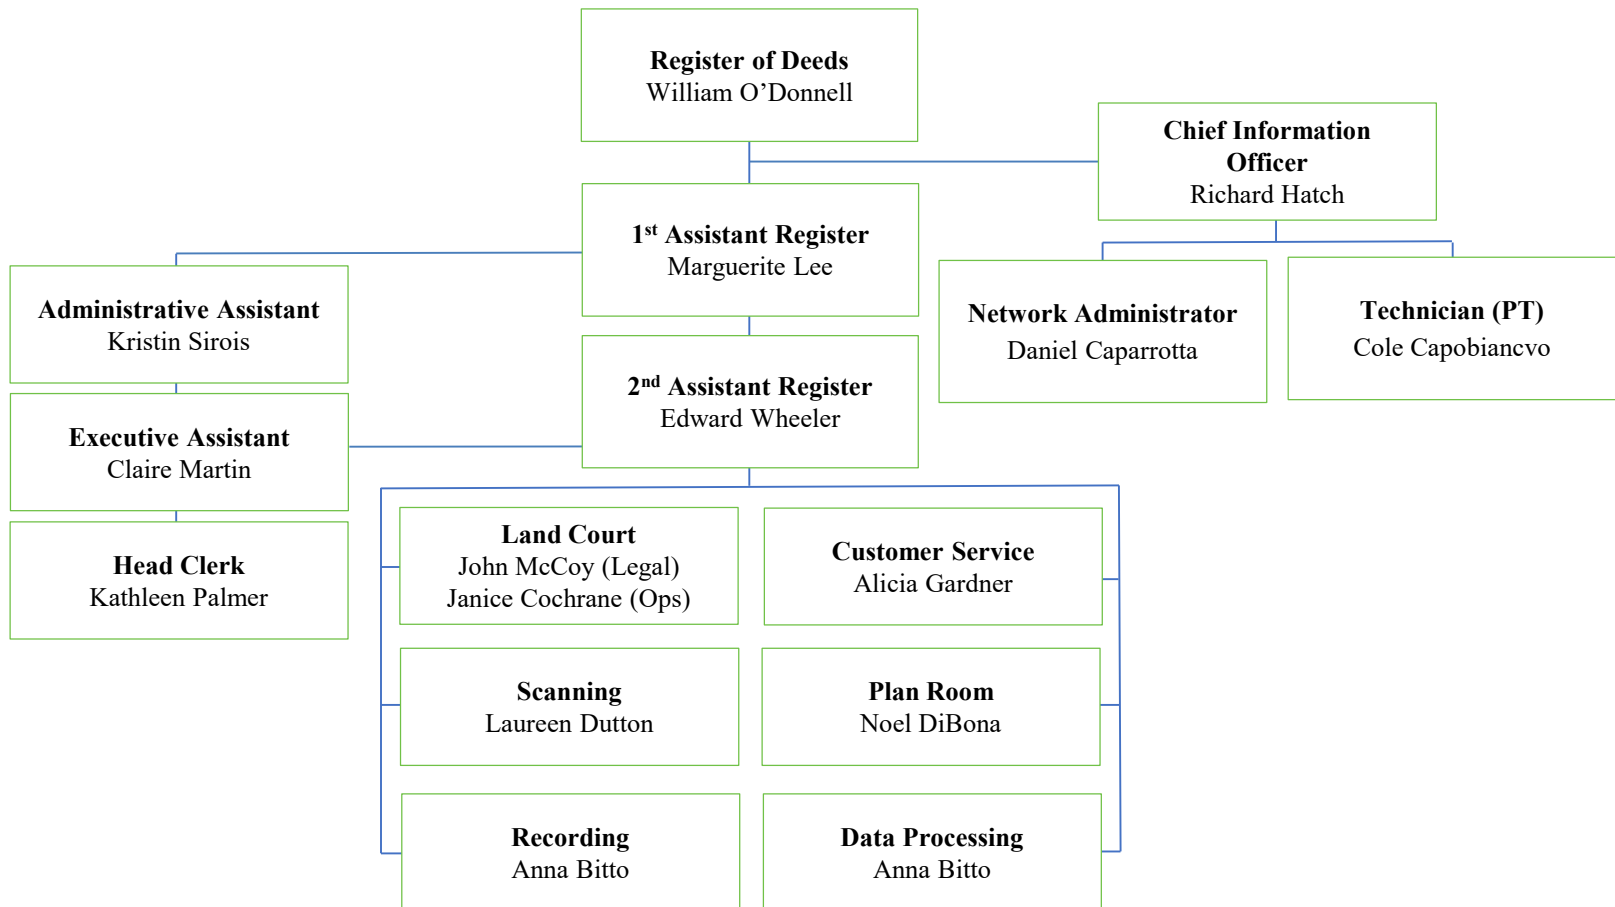 Register of Deeds
William O’Donnell
Chief Information
Officer
Richard Hatch
1st Assistant Register
Marguerite Lee
Administrative Assistant
Kristin Sirois
Network Administrator
Daniel Caparrotta
Technician (PT)
Cole Capobiancvo
2nd Assistant Register
Edward Wheeler
Executive Assistant
Claire Martin
Head Clerk
Kathleen Palmer
Land Court
John McCoy (Legal)
Janice Cochrane (Ops)
Customer Service
Alicia Gardner
Scanning
Laureen Dutton
Plan Room
Noel DiBona
Recording
Anna Bitto
Data Processing
Anna Bitto